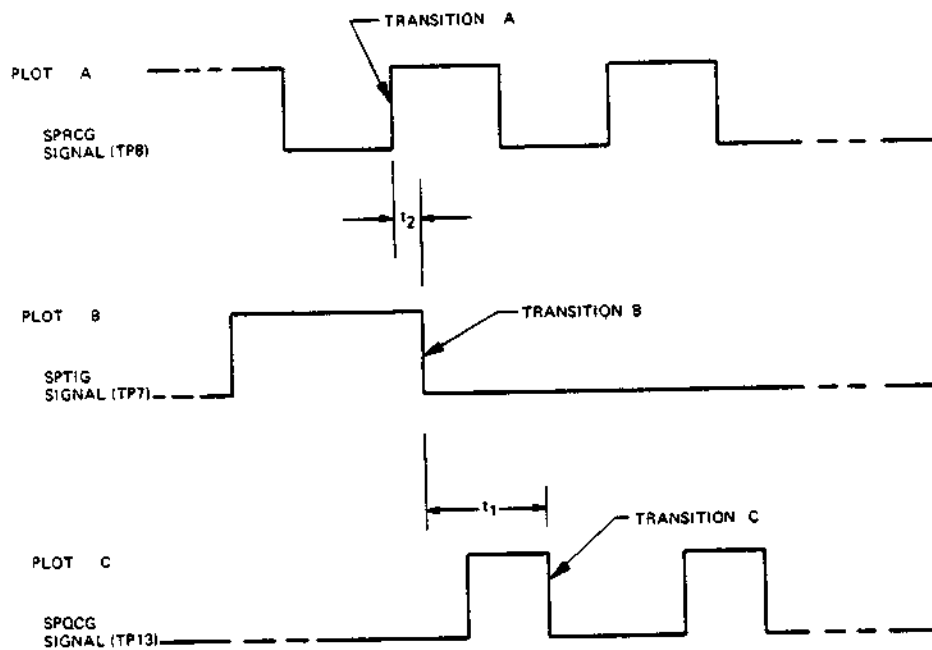 TRANSITION A
PLOT A
SPRCG
SIGNAL (TP8)
t2
PLOT B
TRANSITION B
SPTIG
SIGNAL (TP7)
t1
TRANSITION C
PLOT C
SPQCG
SIGNAL (TP13)